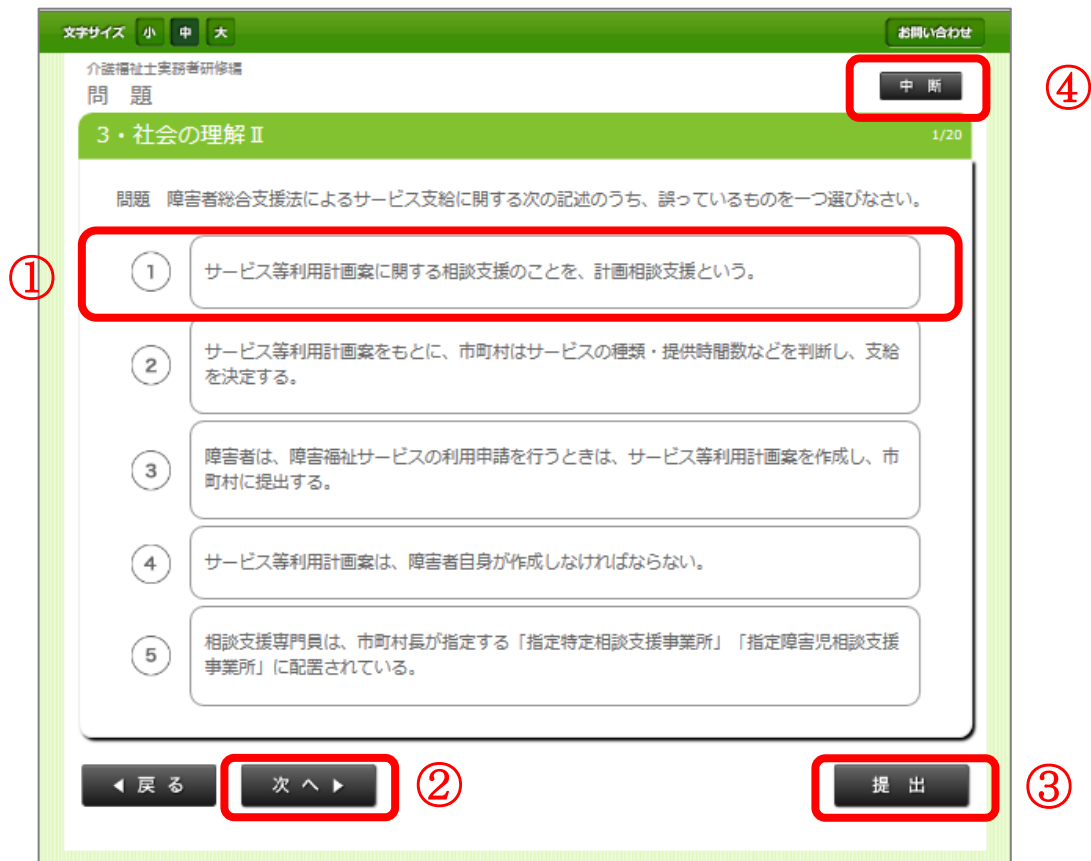 文字サイズ 小 中 大 お問い合わせ
介護福祉士実務者研修編
問 題
中 断
④
3・社会の理解Ⅱ 1/20
問題 障害者総合支援法によるサービス支給に関する次の記述のうち、誤っているものを一つ選びなさい。
①
1 サービス等利用計画案に関する相談支援のことを、計画相談支援という。
2 サービス等利用計画案をもとに、市町村はサービスの種類・提供時間数などを判断し、支給
を決定する。
3 障害者は、障害福祉サービスの利用申請を行うときは、サービス等利用計画案を作成し、市
町村に提出する。
4 サービス等利用計画案は、障害者自身が作成しなければならない。
5 相談支援専門員は、市町村長が指定する「指定特定相談支援事業所」「指定障害児相談支援
事業所」に配置されている。
◀ 戻 る 次 へ ▶ ② 提 出 ③